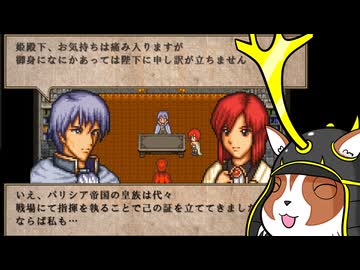 姫殿下、お気持ちは痛み入りますが
御身になにかあっては陛下に申し訳が立ちません
いえ、パリシア帝国の皇族は代々
戦場にて指揮を執ることで己の証を立ててきました
ならば私も…